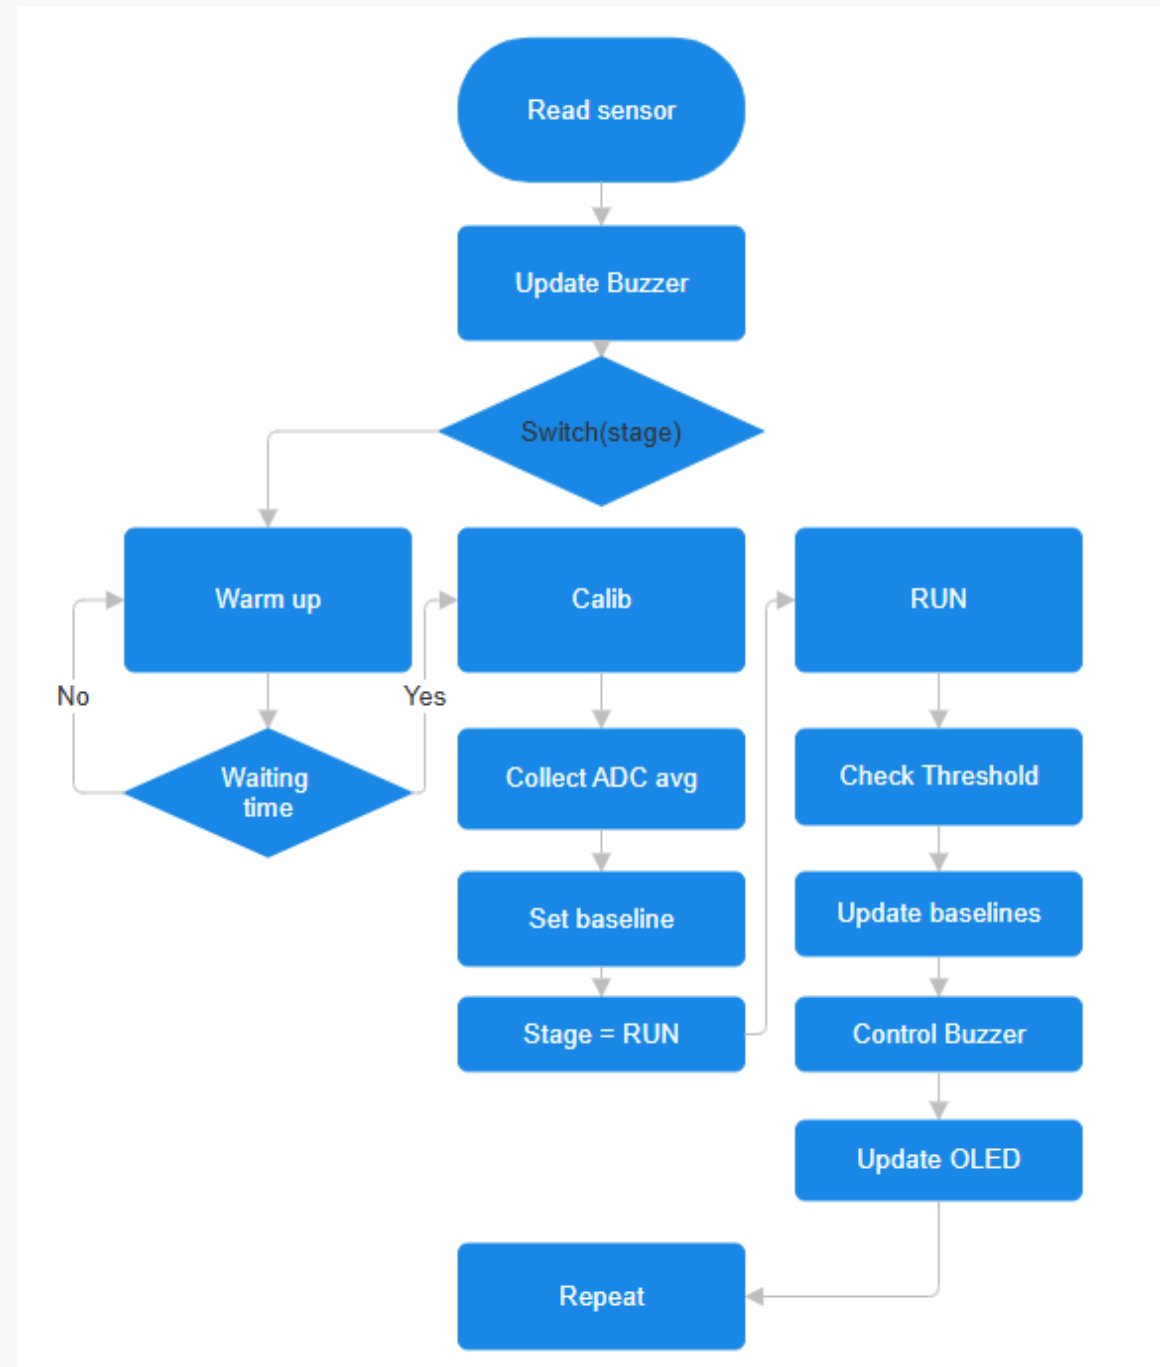 Read sensor
Update Buzzer
Switch(stage)
Warm up
Calib
RUN
No
Yes
Waiting
time
Collect ADC avg
Check Threshold
Set baseline
Update baselines
Stage = RUN
Control Buzzer
Update OLED
Repeat